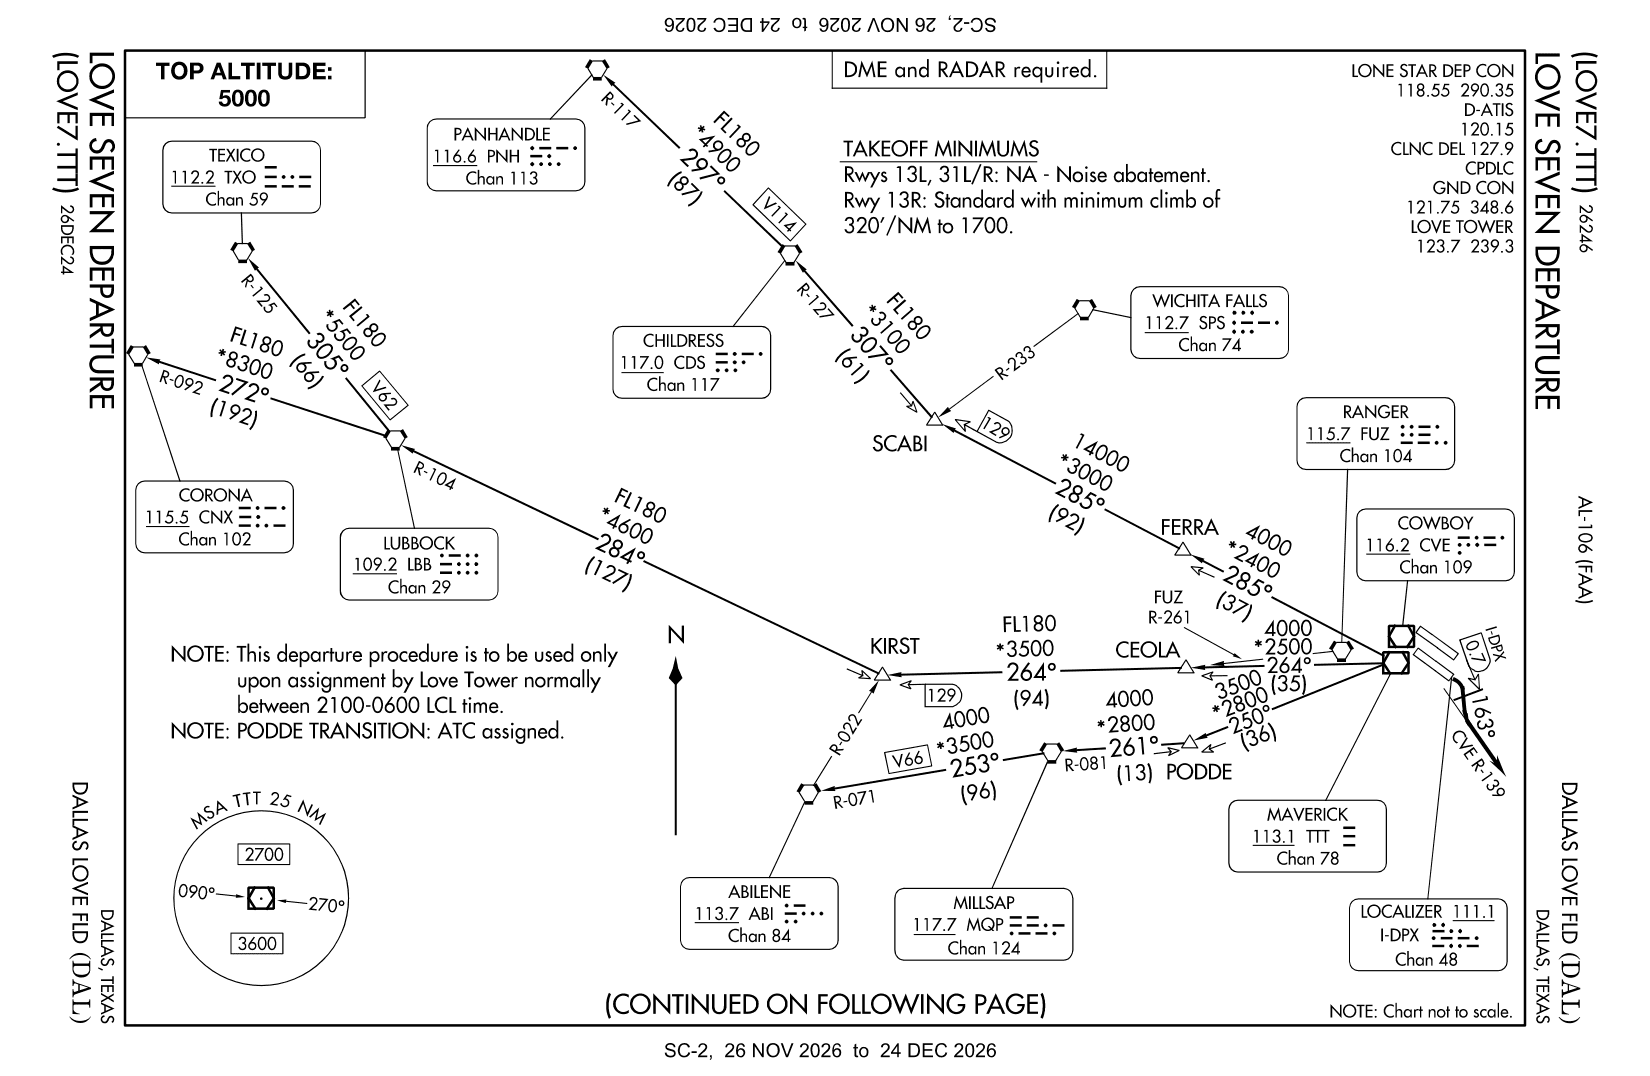 SC-2, 26 NOV 2026 to 24 DEC 2026
(LOVE7.TTT) 26DEC24
LOVE SEVEN DEPARTURE
DALLAS LOVE FLD (DAL)
DALLAS, TEXAS
(LOVE7.TTT) 26246
LOVE SEVEN DEPARTURE
AL-106 (FAA)
DALLAS LOVE FLD (DAL)
DALLAS, TEXAS
TOP ALTITUDE:
5000
DME and RADAR required.
LONE STAR DEP CON
118.55 290.35
D-ATIS
120.15
CLNC DEL 127.9
CPDLC
GND CON
121.75 348.6
LOVE TOWER
123.7 239.3
TAKEOFF MINIMUMS
Rwys 13L, 31L/R: NA - Noise abatement.
Rwy 13R: Standard with minimum climb of
320'/NM to 1700.
PANHANDLE
116.6 PNH
Chan 113
R-117
FL180
*4900
297°
(87)
V114
TEXICO
112.2 TXO
Chan 59
R-125
FL180
*5500
305°
(66)
V62
FL180
*8300
272°
(192)
R-092
CORONA
115.5 CNX
Chan 102
LUBBOCK
109.2 LBB
Chan 29
R-104
FL180
*4600
284°
(127)
CHILDRESS
117.0 CDS
Chan 117
R-127
FL180
*3100
307°
(61)
WICHITA FALLS
112.7 SPS
Chan 74
R-233
SCABI
129
14000
*3000
285°
(92)
FERRA
4000
*2400
285°
(37)
RANGER
115.7 FUZ
Chan 104
COWBOY
116.2 CVE
Chan 109
FUZ
R-261
KIRST
FL180
*3500
264°
(94)
129
CEOLA
4000
*2500
264°
(35)
3500
*2800
250°
(36)
PODDE
4000
*2800
261°
(13)
R-081
4000
*3500
253°
(96)
V66
R-071
R-022
I-DPX
0.7
163°
CVE R-139
N
NOTE: This departure procedure is to be used only
upon assignment by Love Tower normally
between 2100-0600 LCL time.
NOTE: PODDE TRANSITION: ATC assigned.
MSA TTT 25 NM
2700
090°
270°
3600
ABILENE
113.7 ABI
Chan 84
MILLSAP
117.7 MQP
Chan 124
MAVERICK
113.1 TTT
Chan 78
LOCALIZER 111.1
I-DPX
Chan 48
(CONTINUED ON FOLLOWING PAGE)
NOTE: Chart not to scale.
SC-2, 26 NOV 2026 to 24 DEC 2026